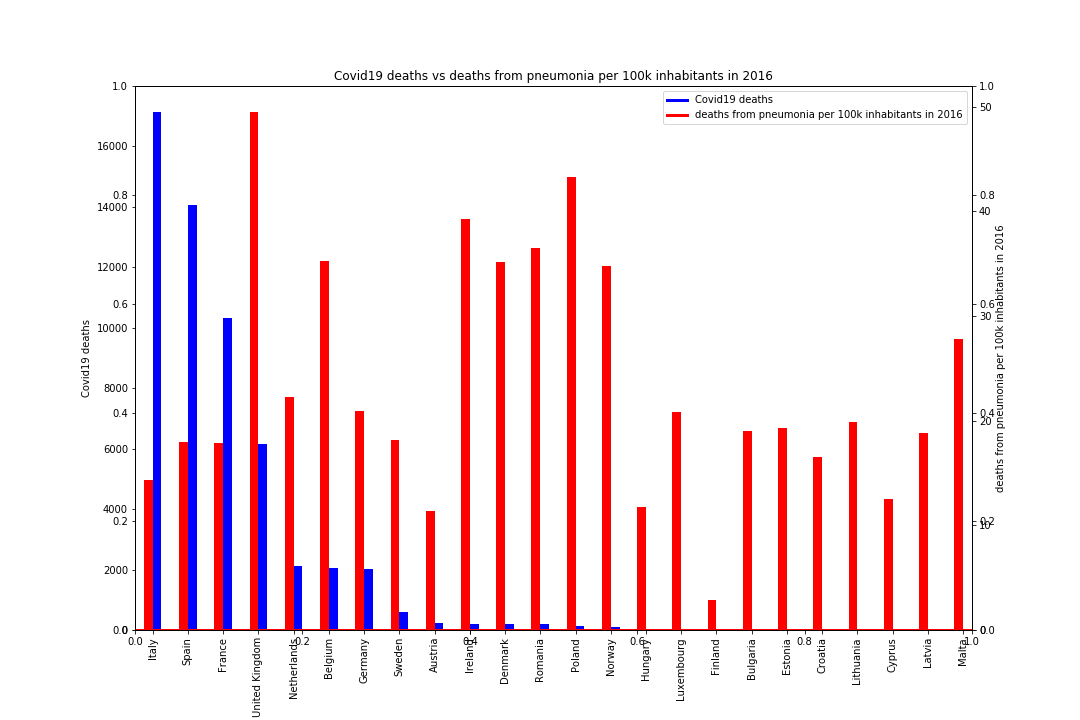 Covid19 deaths vs deaths from pneumonia per 100k inhabitants in 2016
Covid19 deaths
deaths from pneumonia per 100k inhabitants in 2016
Covid19 deaths
1.0
16000
0.8
14000
12000
0.6
10000
8000
0.4
6000
4000
0.2
2000
0.0
0
1.0
50
0.8
40
0.6
30
0.4
20
0.2
10
0.0
0
deaths from pneumonia per 100k inhabitants in 2016
0.0
0.2
0.4
0.6
0.8
1.0
Italy
Spain
France
United Kingdom
Netherlands
Belgium
Germany
Sweden
Austria
Ireland
Denmark
Romania
Poland
Norway
Hungary
Luxembourg
Finland
Bulgaria
Estonia
Croatia
Lithuania
Cyprus
Latvia
Malta